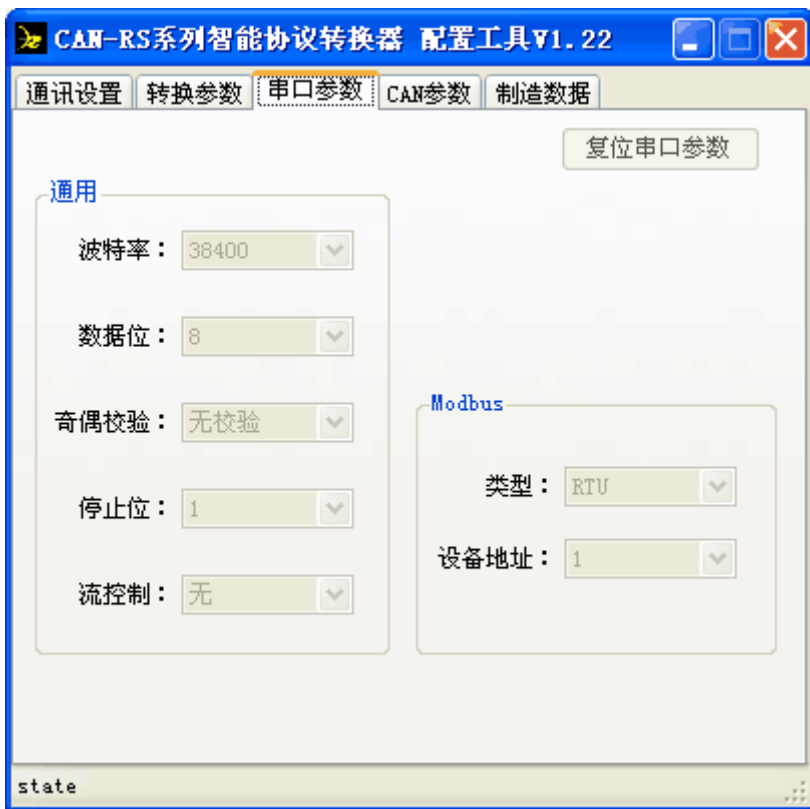 CAN-RS系列智能协议转换器 配置工具V1.22
通讯设置 转换参数 串口参数 CAN参数 制造数据
复位串口参数
通用
波特率： 38400
数据位： 8
奇偶校验： 无校验
停止位： 1
流控制： 无
Modbus
类型： RTU
设备地址： 1
state